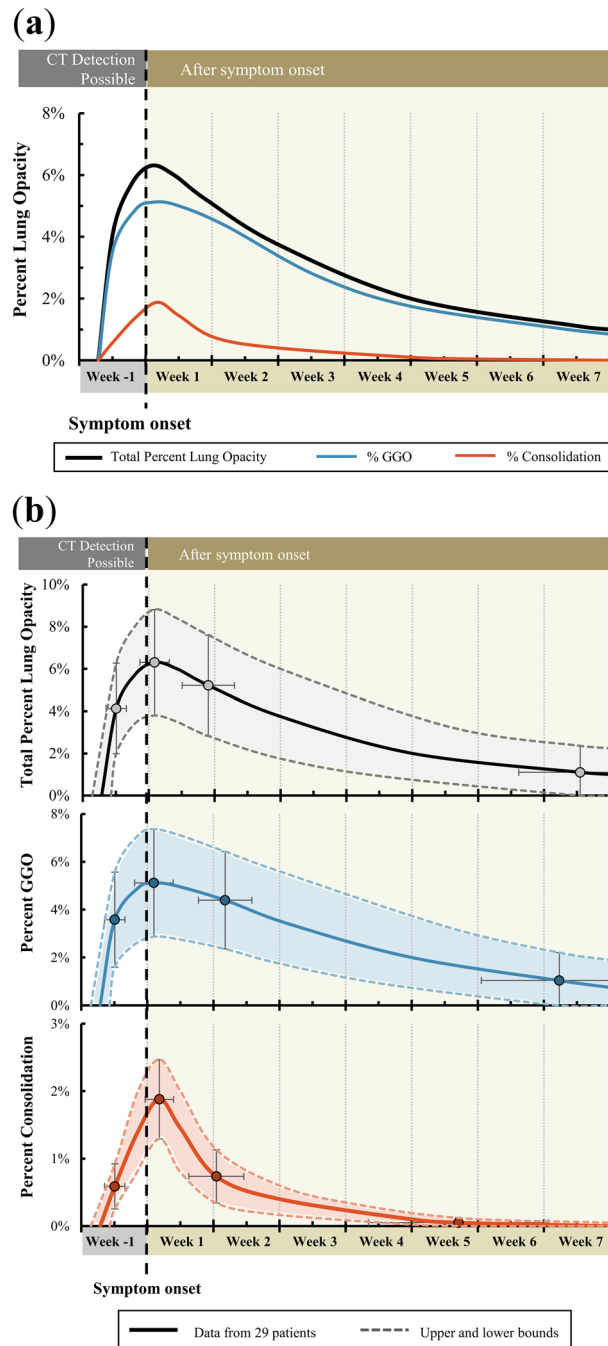 (a)
CT Detection
Possible
After symptom onset
Percent Lung Opacity
8%
6%
4%
2%
0%
Week -1 Week 1 Week 2 Week 3 Week 4 Week 5 Week 6 Week 7
Symptom onset
Total Percent Lung Opacity % GGO % Consolidation
(b)
CT Detection
Possible
After symptom onset
Total Percent Lung Opacity
10%
8%
6%
4%
2%
0%
Percent GGO
8%
6%
4%
2%
0%
Percent Consolidation
3%
2%
1%
0%
Week -1 Week 1 Week 2 Week 3 Week 4 Week 5 Week 6 Week 7
Symptom onset
Data from 29 patients Upper and lower bounds